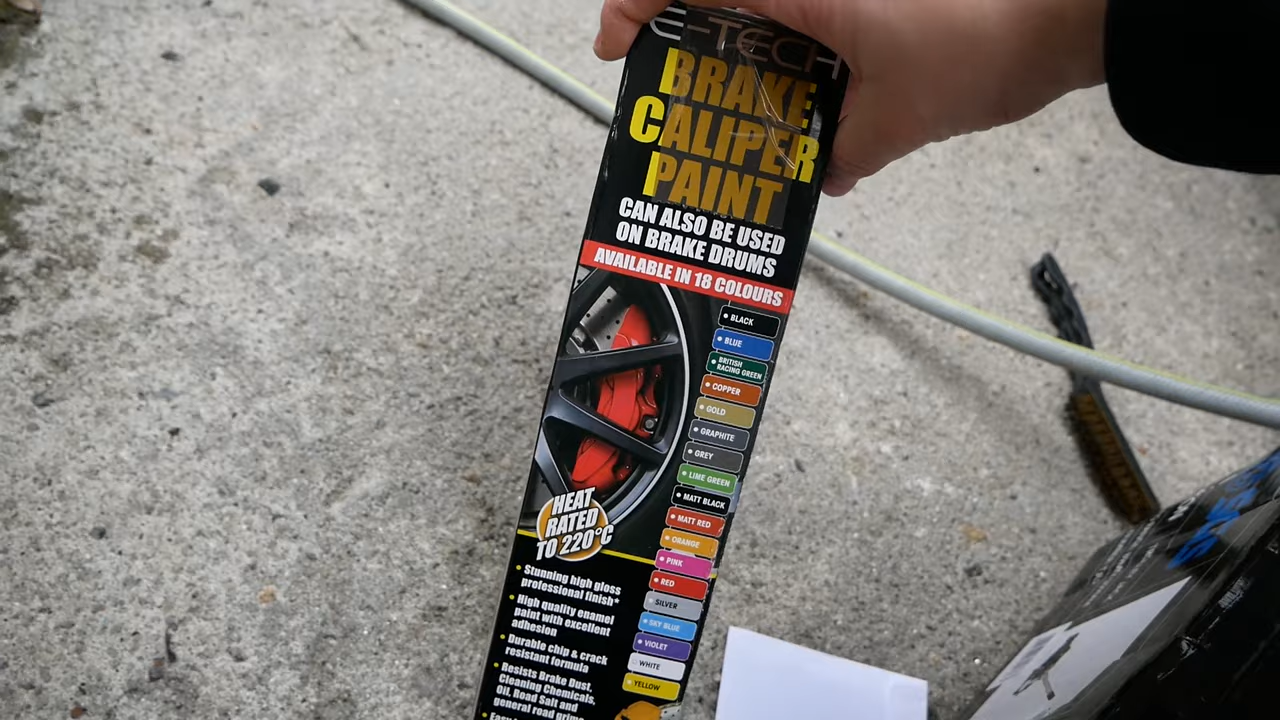 E-TECH
BRAKE
CALIPER
PAINT
CAN ALSO BE USED
ON BRAKE DRUMS
AVAILABLE IN 18 COLOURS
BLACK
BLUE
BRITISH
RACING GREEN
COPPER
GOLD
GRAPHITE
GREY
LIME GREEN
MATT BLACK
MATT RED
ORANGE
PINK
RED
SILVER
SKY BLUE
VIOLET
WHITE
YELLOW
HEAT
RATED
TO 220°C
• Stunning high gloss
professional finish*
• High quality enamel
paint with excellent
adhesion
• Durable chip & crack
resistant formula
• Resists Brake Dust,
Cleaning Chemicals,
Oil, Road Salt and
general road grime